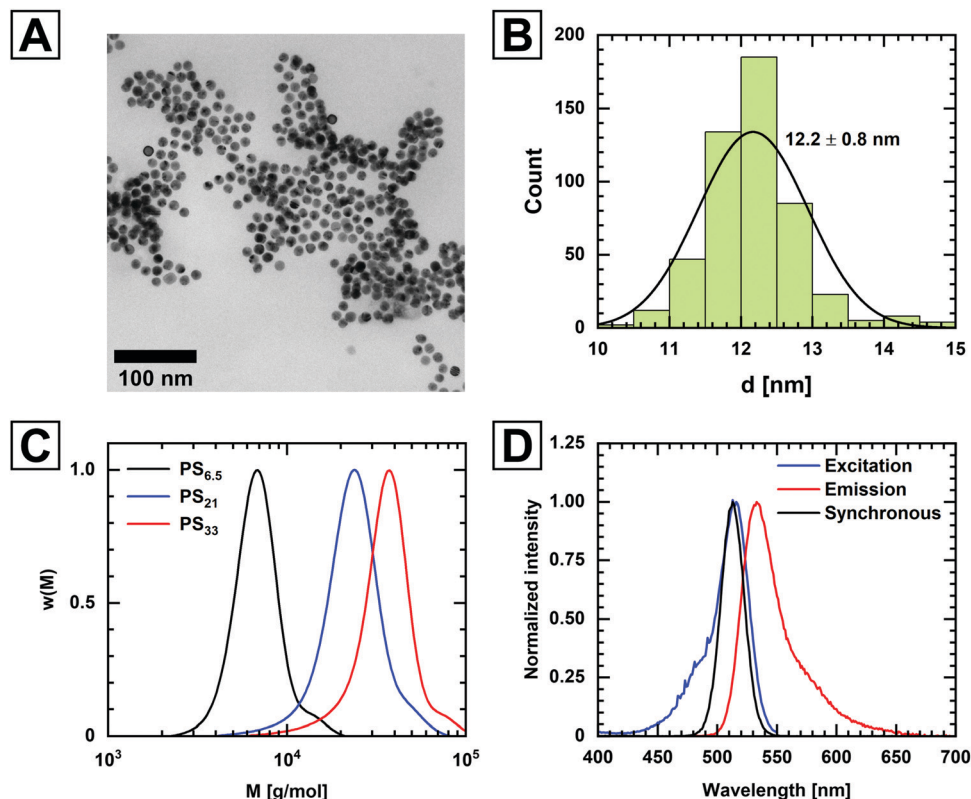 A
100 nm
B
200
150
100
50
0
Count
12.2 ± 0.8 nm
10 11 12 13 14 15
d [nm]
C
1.0
0.5
0
w(M)
PS6.5
PS21
PS33
10³ 10⁴ 10⁵
M [g/mol]
D
1.25
1.00
0.75
0.50
0.25
0.00
Normalized intensity
Excitation
Emission
Synchronous
400 450 500 550 600 650 700
Wavelength [nm]